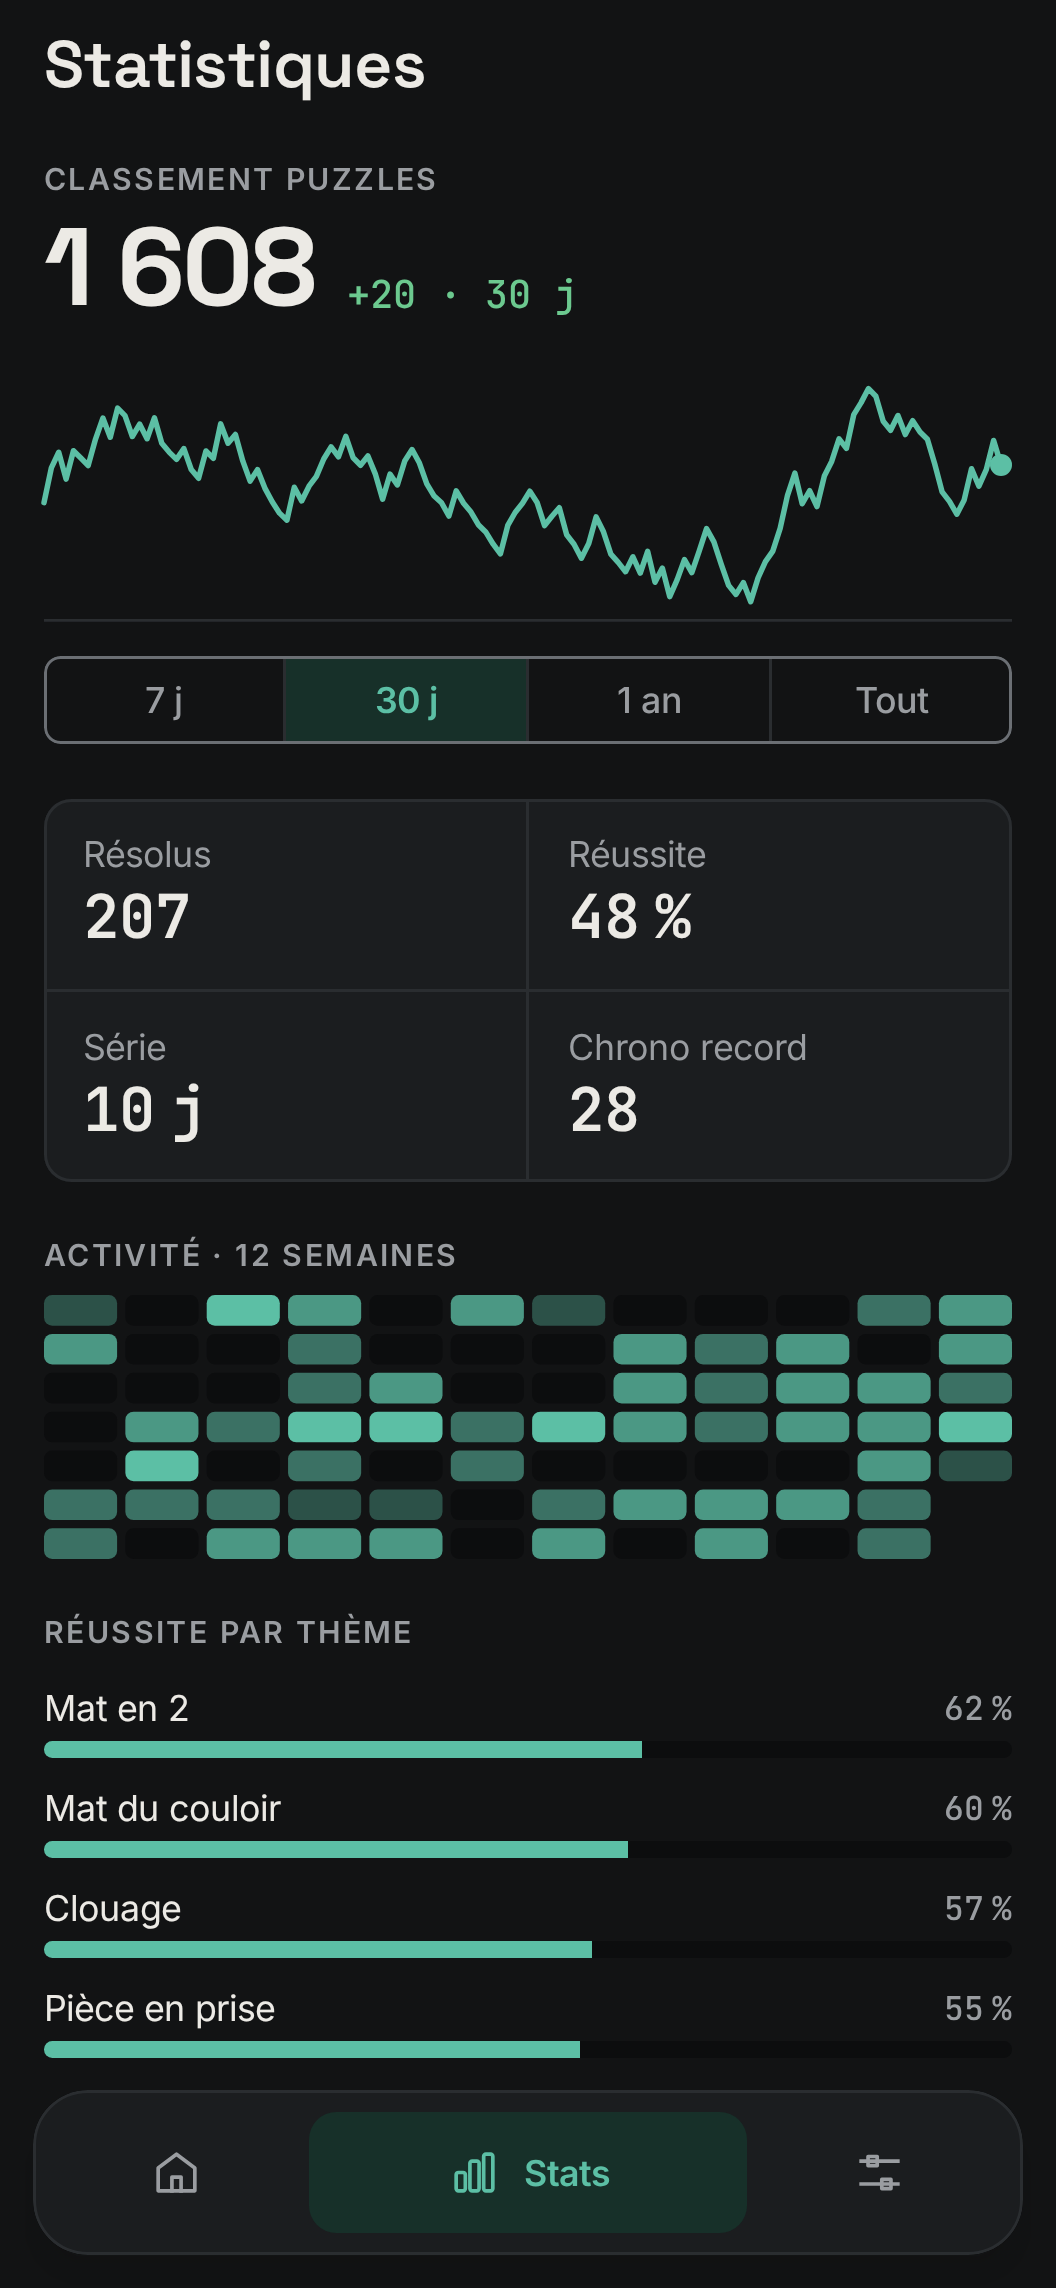 Statistiques
CLASSEMENT PUZZLES
1 608 +20 · 30 j
7 j 30 j 1 an Tout
Résolus Réussite
207 48 %
Série Chrono record
10 j 28
ACTIVITÉ · 12 SEMAINES
RÉUSSITE PAR THÈME
Mat en 2 62 %
Mat du couloir 60 %
Clouage 57 %
Pièce en prise 55 %
Stats